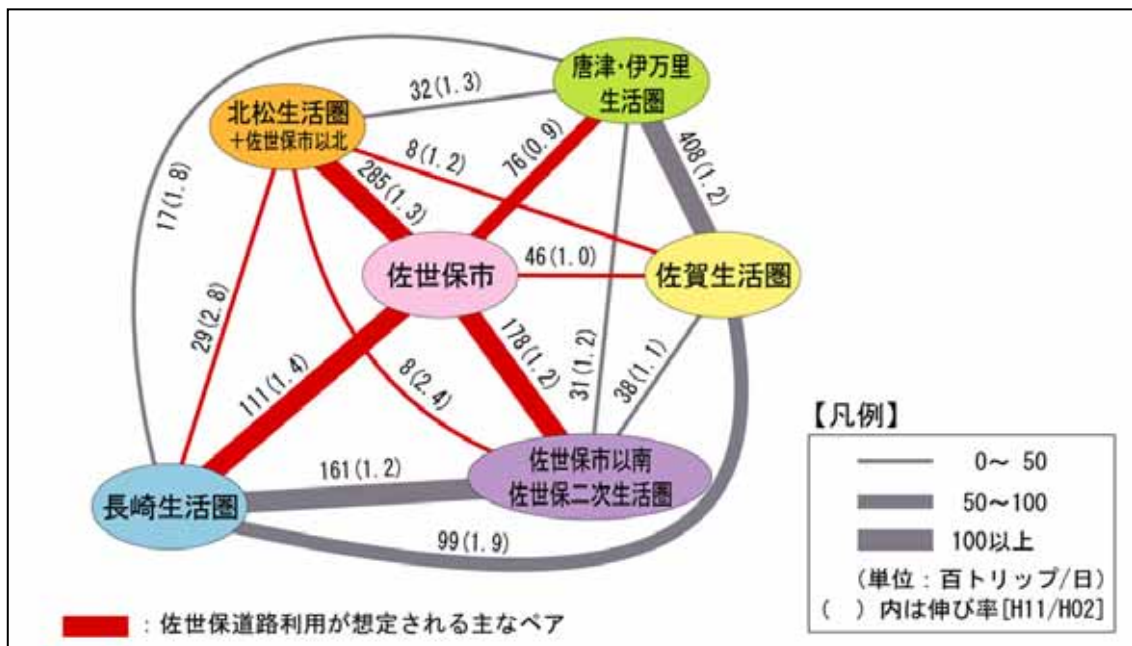 唐津・伊万里
生活圏
32(1.3)
北松生活圏
＋佐世保市以北
8(1.2)
76(0.9)
408(1.2)
285(1.3)
17(1.8)
佐世保市
46(1.0)
佐賀生活圏
29(2.8)
111(1.4)
8(2.4)
178(1.2)
31(1.2)
38(1.1)
161(1.2)
佐世保市以南
佐世保二次生活圏
長崎生活圏
99(1.9)
【凡例】
0～ 50
50～100
100以上
(単位：百トリップ/日)
(　)内は伸び率[H11/H02]
：佐世保道路利用が想定される主なペア